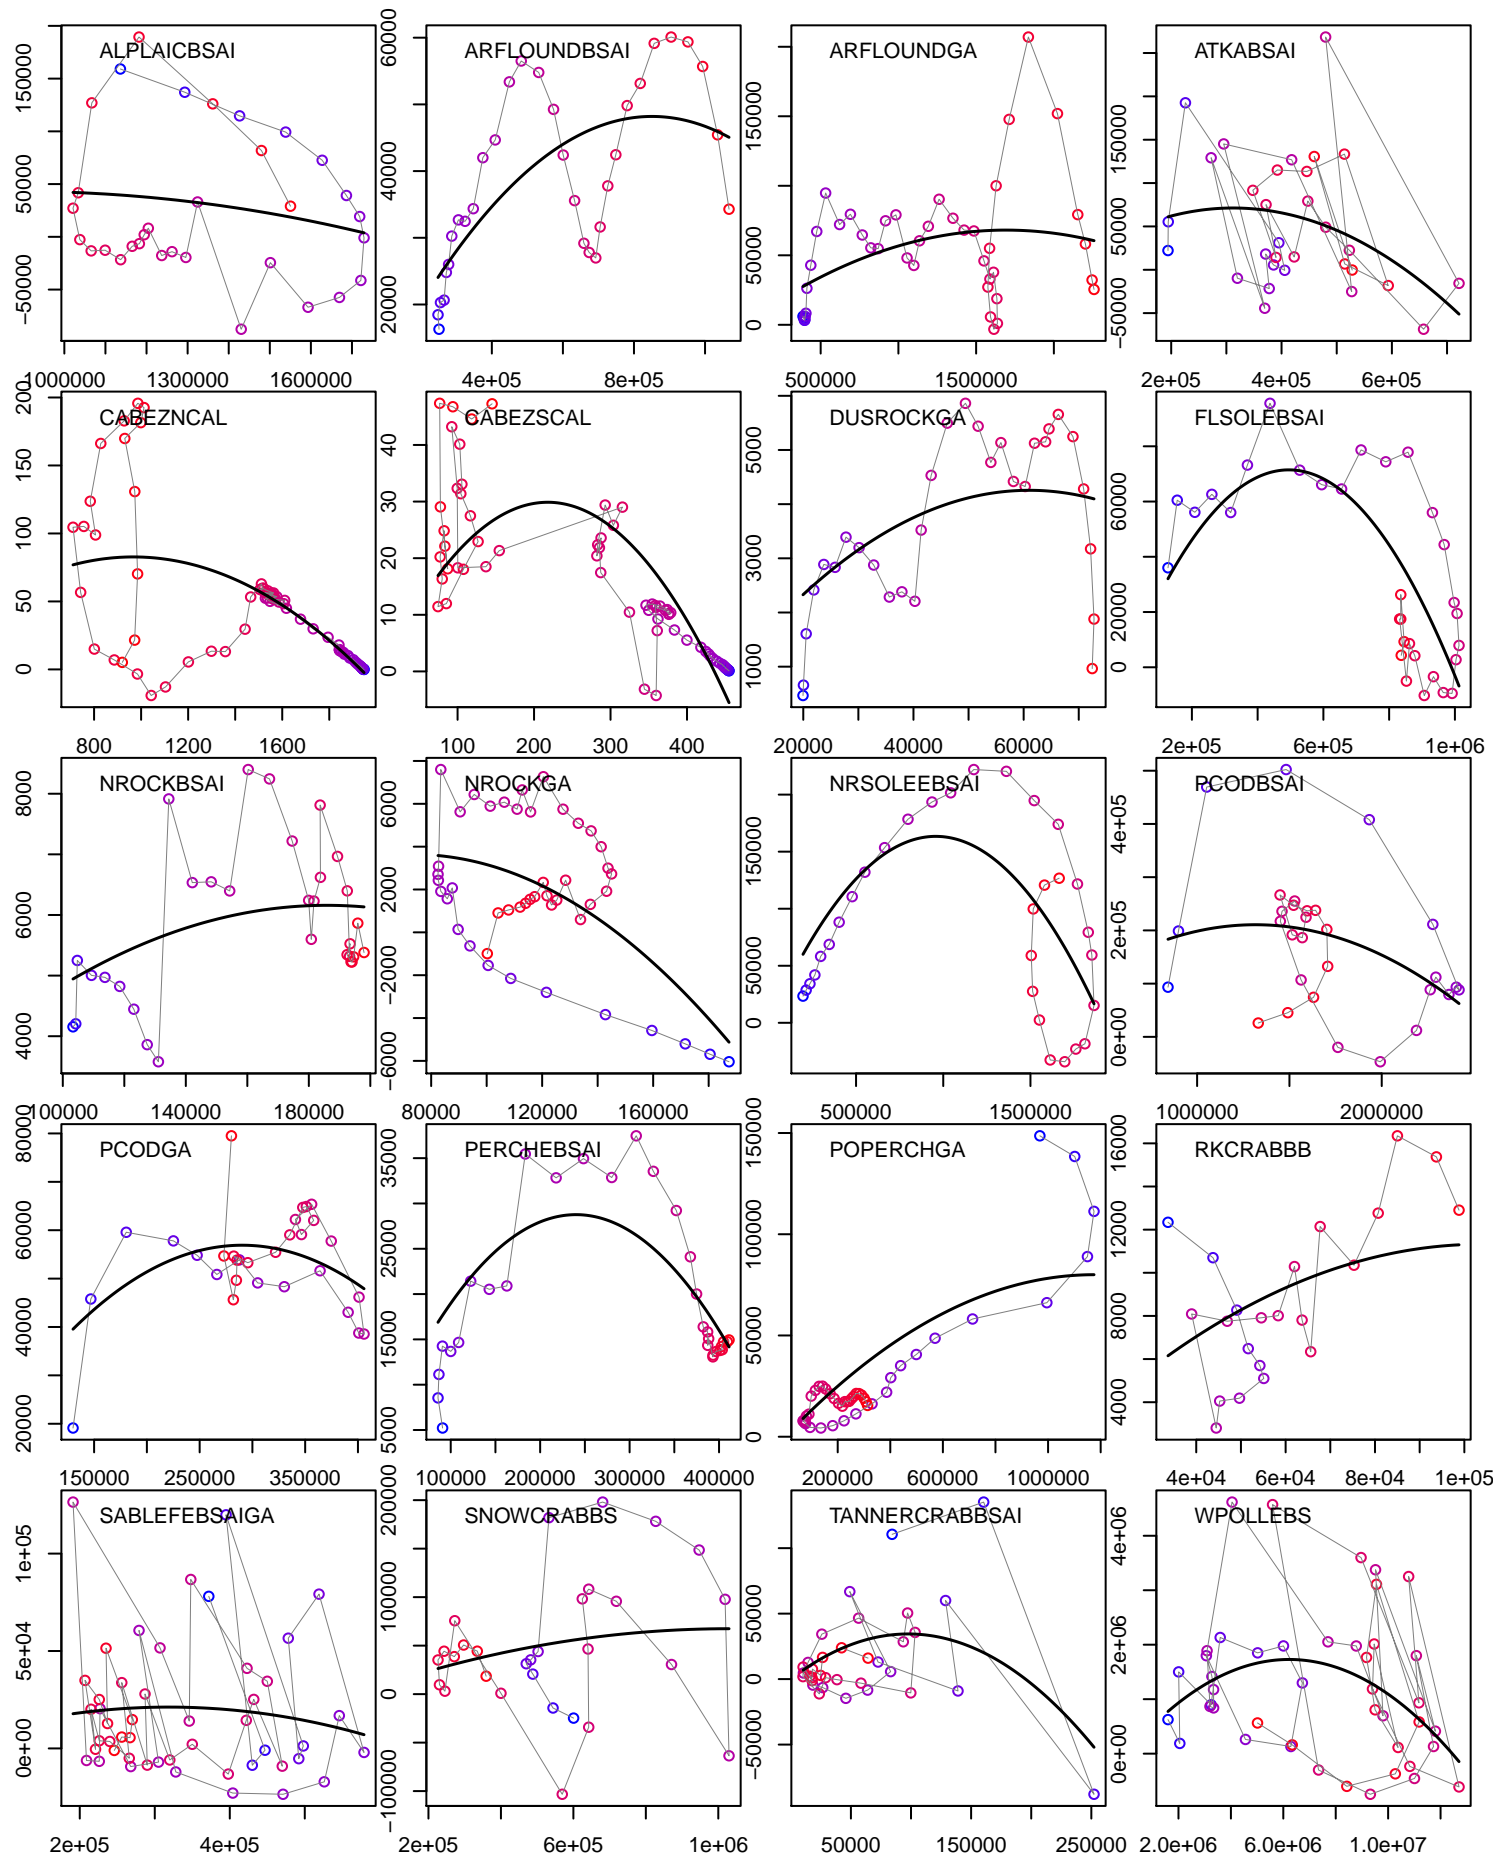 ALPLAICBSAI
ARFLOUNDBSAI
ARFLOUNDGA
ATKABSAI
−50000 50000 150000
20000 40000 60000
0 50000 150000
−50000 50000 150000
1000000 1300000 1600000
4e+05 8e+05
500000 1500000
2e+05 4e+05 6e+05
CABEZNCAL
CABEZSCAL
DUSROCKGA
FLSOLEBSAI
0 50 100 150 200
0 10 20 30 40
1000 3000 5000
0 20000 60000
800 1200 1600
100 200 300 400
20000 40000 60000
2e+05 6e+05 1e+06
NROCKBSAI
NROCKGA
NRSOLEEBSAI
PCODBSAI
4000 6000 8000
−6000 −2000 2000 6000
0 50000 150000
0e+00 2e+05 4e+05
100000 140000 180000
80000 120000 160000
500000 1500000
1000000 2000000
PCODGA
PERCHEBSAI
POPERCHGA
RKCRABBB
20000 40000 60000 80000
5000 15000 25000 35000
0 50000 100000 150000
4000 8000 12000 16000
150000 250000 350000
100000 200000 300000 400000
200000 600000 1000000
4e+04 6e+04 8e+04 1e+05
SABLEFEBSAIGA
SNOWCRABBS
TANNERCRABBSAI
WPOLLEBS
0e+00 5e+04 1e+05
−100000 0 100000 200000
−50000 0 50000
0e+00 2e+06 4e+06
2e+05 4e+05
2e+05 6e+05 1e+06
50000 150000 250000
2.0e+06 6.0e+06 1.0e+07